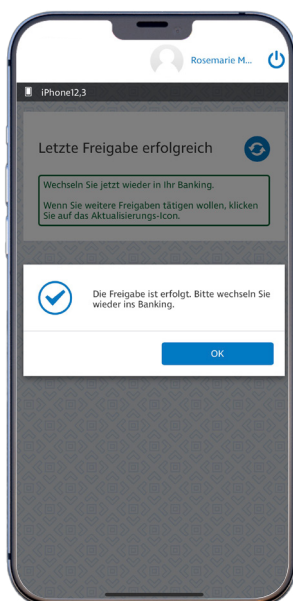 Rosemarie M...
iPhone12,3
Letzte Freigabe erfolgreich
Wechseln Sie jetzt wieder in Ihr Banking.
Wenn Sie weitere Freigaben tätigen wollen, klicken
Sie auf das Aktualisierungs-Icon.
Die Freigabe ist erfolgt. Bitte wechseln Sie
wieder ins Banking.
OK